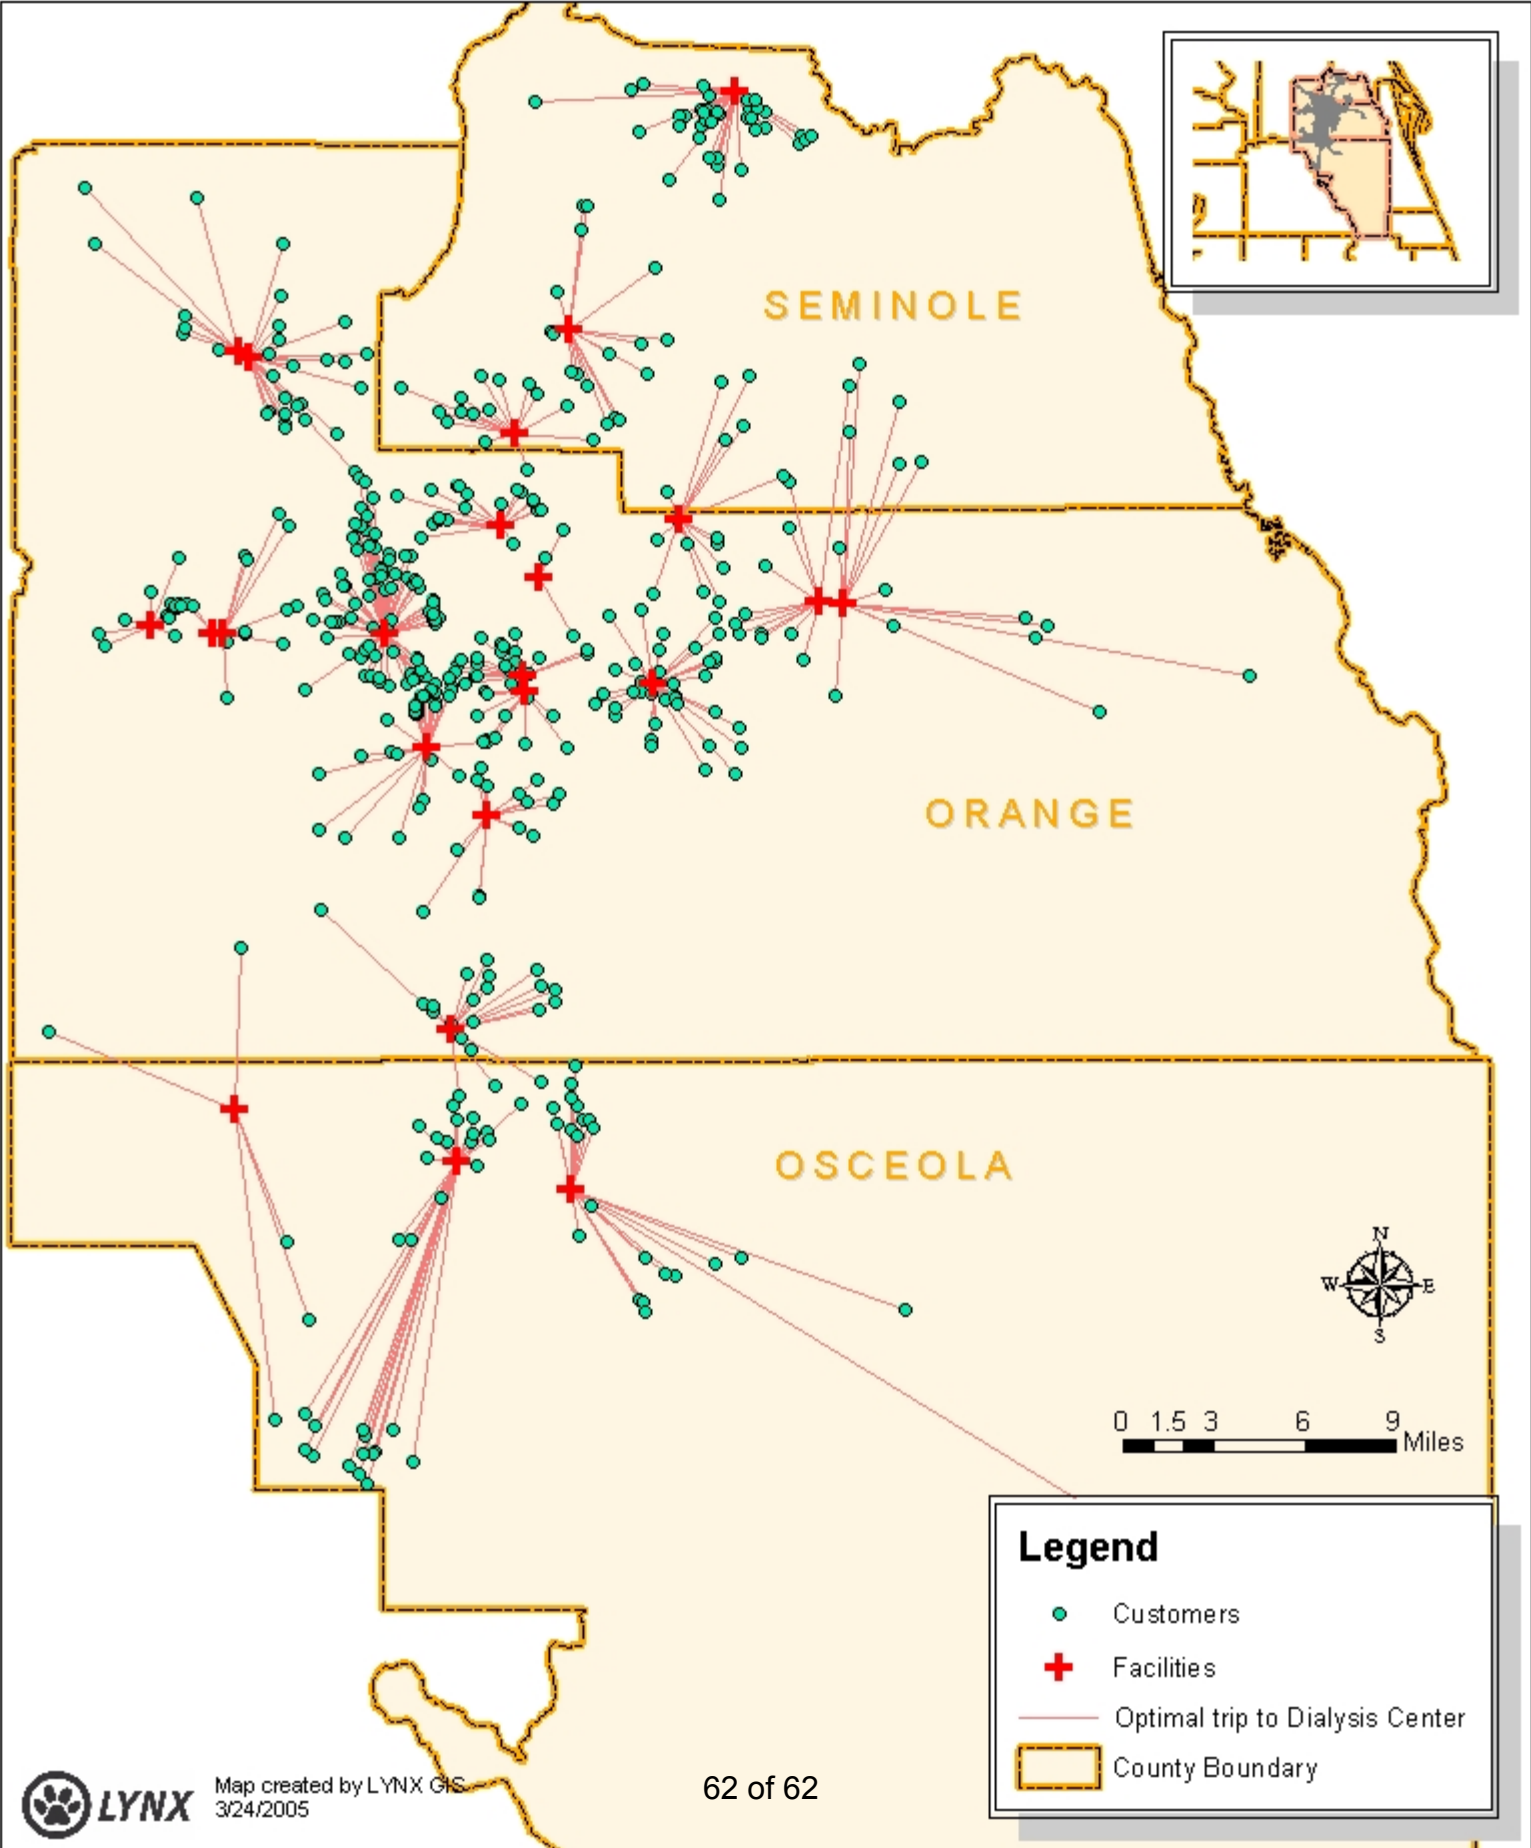 SEMINOLE
ORANGE
OSCEOLA
N
W E
S
0 1.5 3 6 9
Miles
Legend
Customers
Facilities
Optimal trip to Dialysis Center
County Boundary
LYNX
Map created by LYNX GIS
3/24/2005
62 of 62